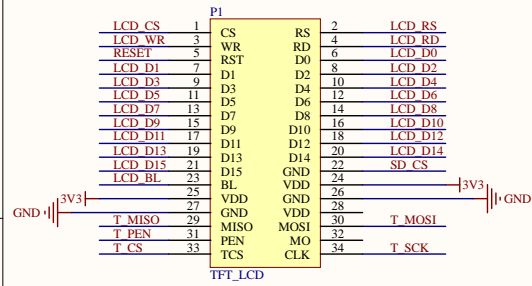 P1
LCD_CS 1 CS RS 2 LCD_RS
LCD_WR 3 WR RD 4 LCD_RD
RESET 5 RST D0 6 LCD_D0
LCD_D1 7 D1 D2 8 LCD_D2
LCD_D3 9 D3 D4 10 LCD_D4
LCD_D5 11 D5 D6 12 LCD_D6
LCD_D7 13 D7 D8 14 LCD_D8
LCD_D9 15 D9 D10 16 LCD_D10
LCD_D11 17 D11 D12 18 LCD_D12
LCD_D13 19 D13 D14 20 LCD_D14
LCD_D15 21 D15 GND 22 SD_CS
LCD_BL 23 BL VDD 24 3V3
3V3 25 VDD GND 26 GND
GND 27 GND VDD 28
T_MISO 29 MISO MOSI 30 T_MOSI
T_PEN 31 PEN MO 32
T_CS 33 TCS CLK 34 T_SCK
TFT_LCD